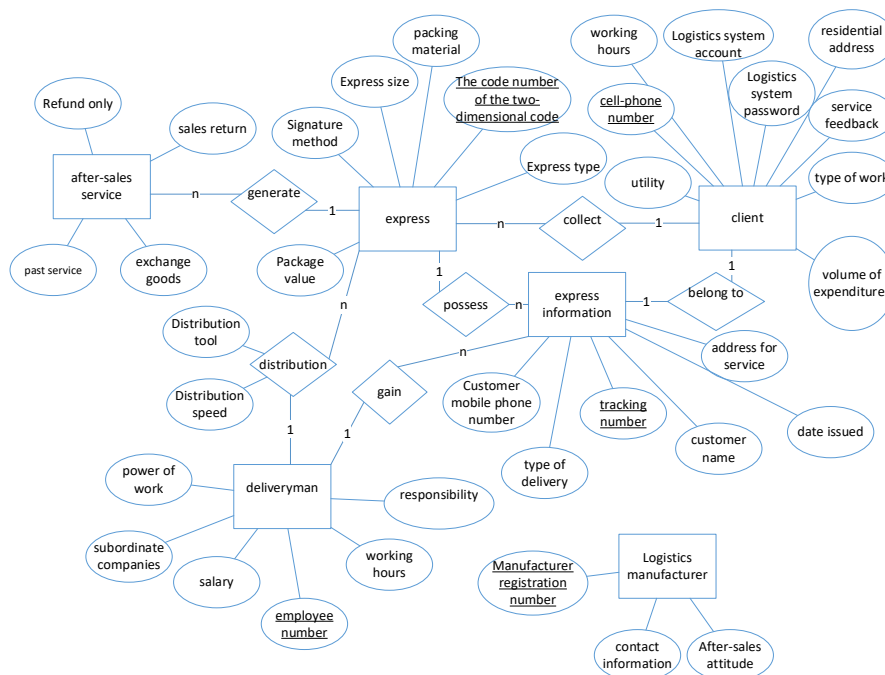 packing
material
working
hours
Logistics system
account
residential
address
Express size
The code number
of the two-
dimensional code
Logistics
system
password
Refund only
cell-phone
number
service
feedback
sales return
Signature
method
Express type
after-sales
service
n
generate
1
express
n
collect
1
client
utility
type of work
past service
exchange
goods
Package
value
1
possess
n
express
information
1
belong to
1
volume of
expenditure
n
Distribution
tool
distribution
Distribution
speed
1
n
gain
1
address for
service
Customer
mobile phone
number
tracking
number
date issued
customer
name
type of
delivery
power of
work
deliveryman
responsibility
subordinate
companies
salary
working
hours
employee
number
Logistics
manufacturer
Manufacturer
registration
number
contact
information
After-sales
attitude